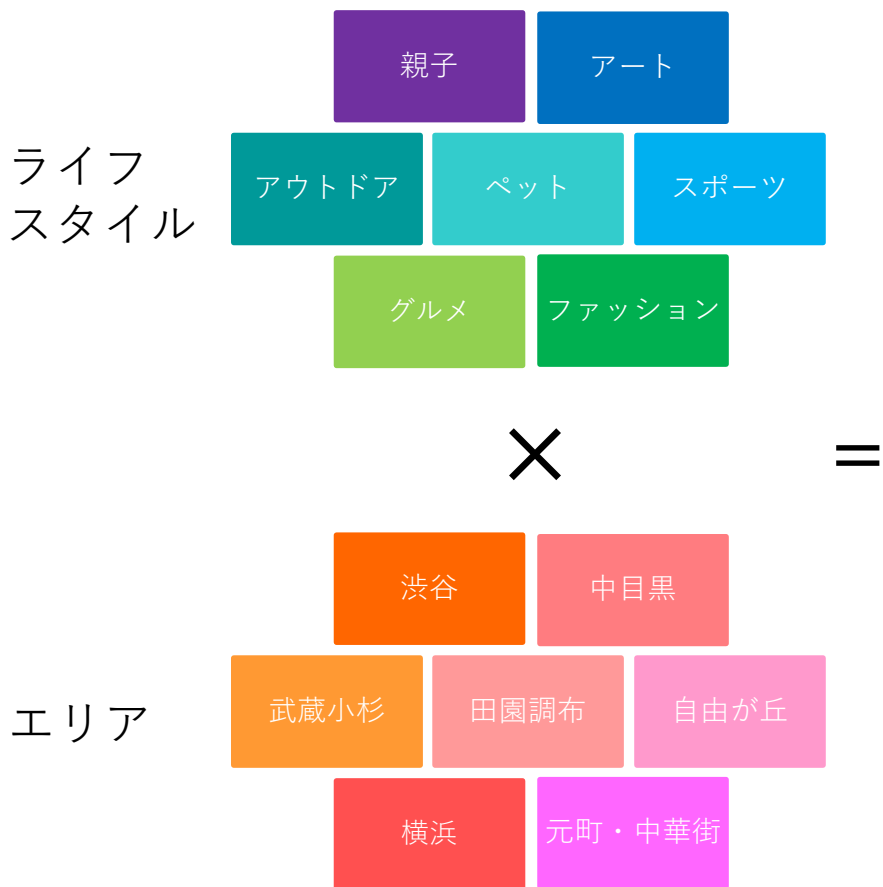 親子
アート
ライフ
スタイル
アウトドア
ペット
スポーツ
グルメ
ファッション
×
=
渋谷
中目黒
エリア
武蔵小杉
田園調布
自由が丘
横浜
元町・中華街